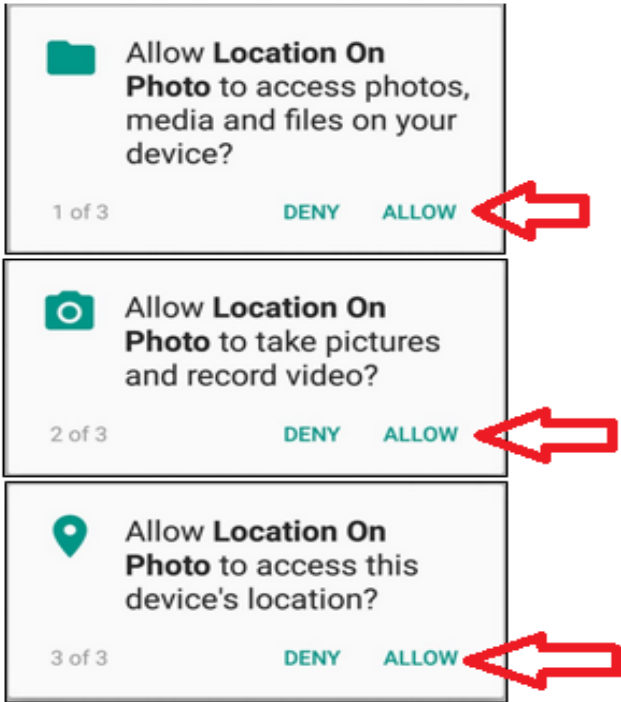 Allow Location On
Photo to access photos,
media and files on your
device?
1 of 3 DENY ALLOW
Allow Location On
Photo to take pictures
and record video?
2 of 3 DENY ALLOW
Allow Location On
Photo to access this
device's location?
3 of 3 DENY ALLOW